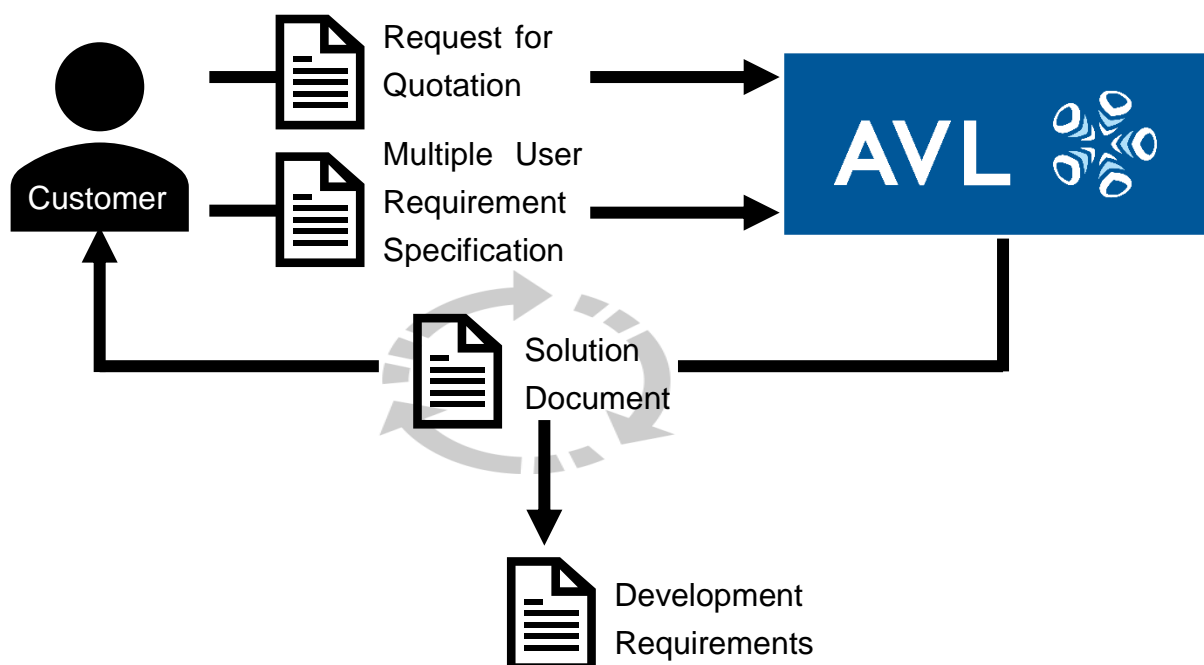 Request for
Quotation
Multiple User
Requirement
Specification
Customer
AVL
Solution
Document
Development
Requirements